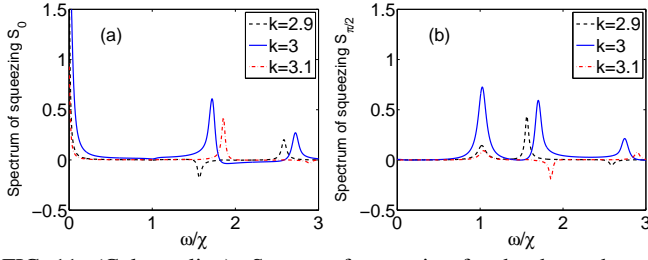 Spectrum of squeezing S_0
1.5
1
0.5
0
−0.5
(a)
k=2.9
k=3
k=3.1
0 1 2 3
ω/χ
Spectrum of squeezing S_{π/2}
1.5
1
0.5
0
−0.5
(b)
k=2.9
k=3
k=3.1
0 1 2 3
ω/χ